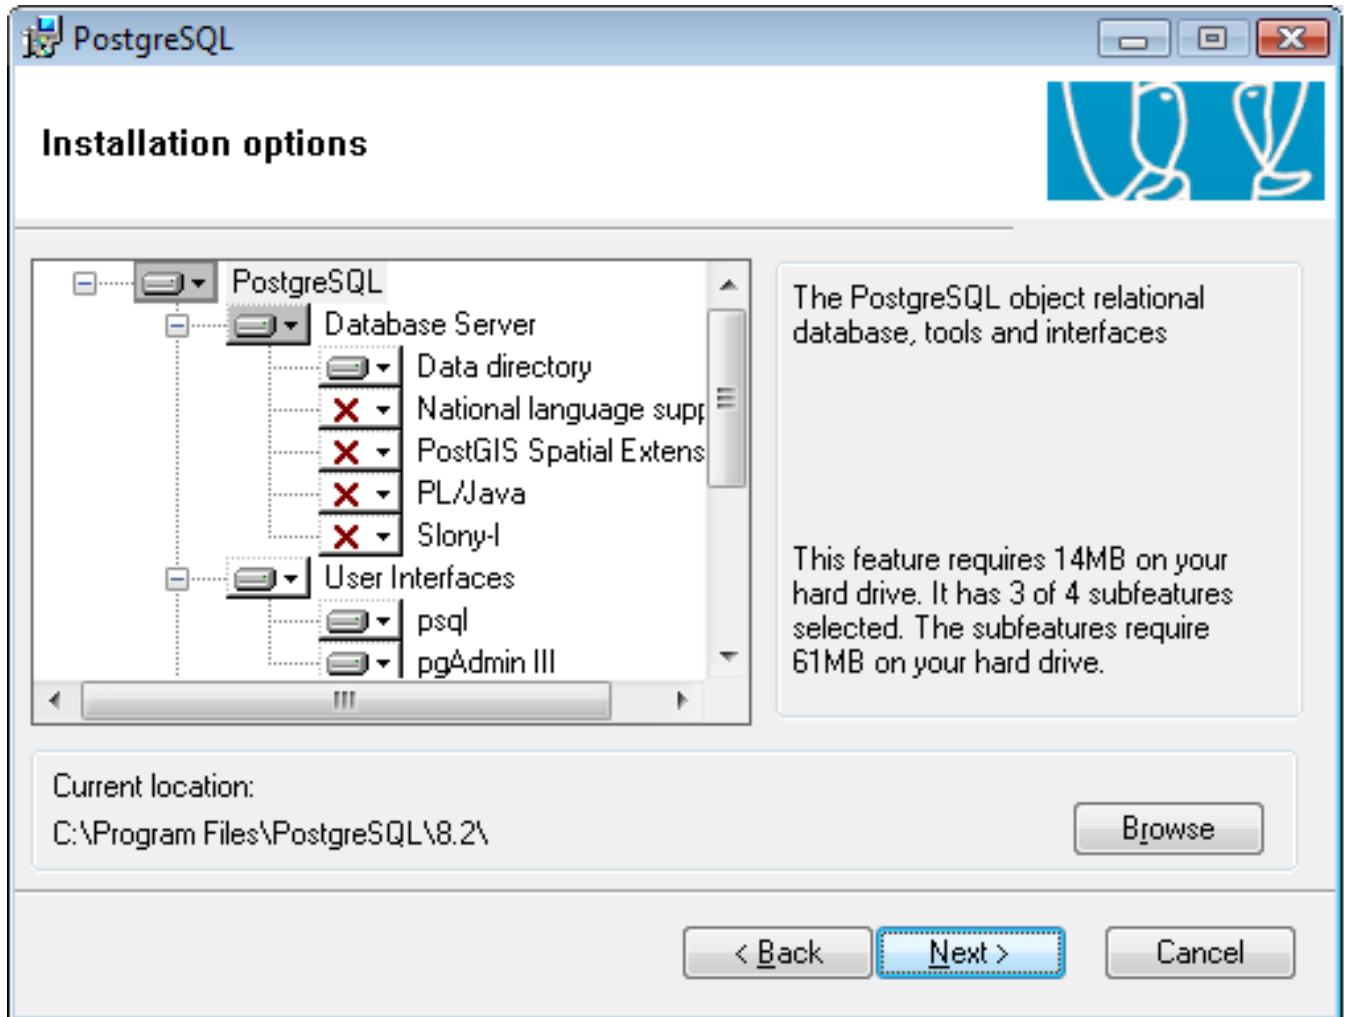 PostgreSQL
Installation options
PostgreSQL
Database Server
Data directory
National language supp
PostGIS Spatial Extens
PL/Java
Slony-I
User Interfaces
psql
pgAdmin III
The PostgreSQL object relational
database, tools and interfaces
This feature requires 14MB on your
hard drive. It has 3 of 4 subfeatures
selected. The subfeatures require
61MB on your hard drive.
Current location:
C:\Program Files\PostgreSQL\8.2\
Browse
< Back
Next >
Cancel